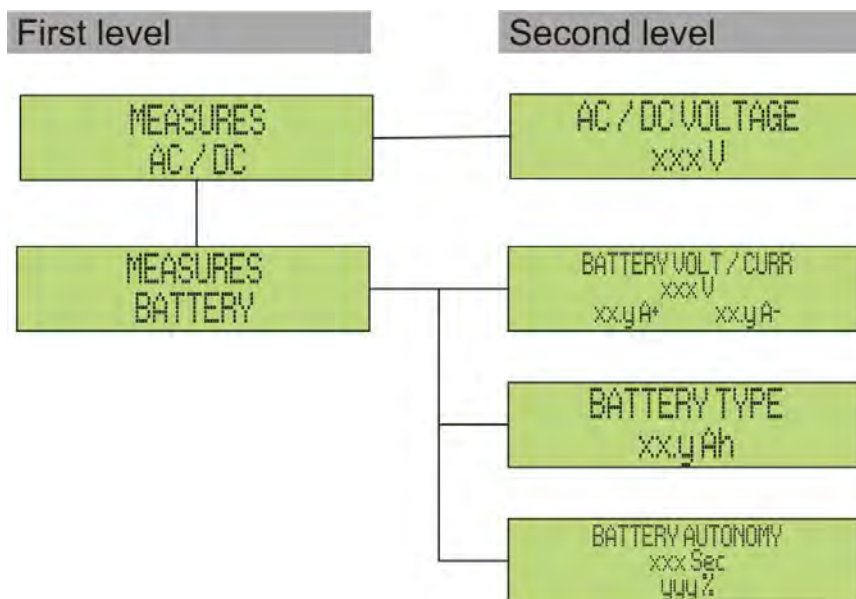 First level
Second level
MEASURES
AC / DC
AC / DC VOLTAGE
xxx V
MEASURES
BATTERY
BATTERY VOLT / CURR
xxx V
xx.y A+ xx.y A-
BATTERY TYPE
xx.y Ah
BATTERY AUTONOMY
xxx Sec
yyy %